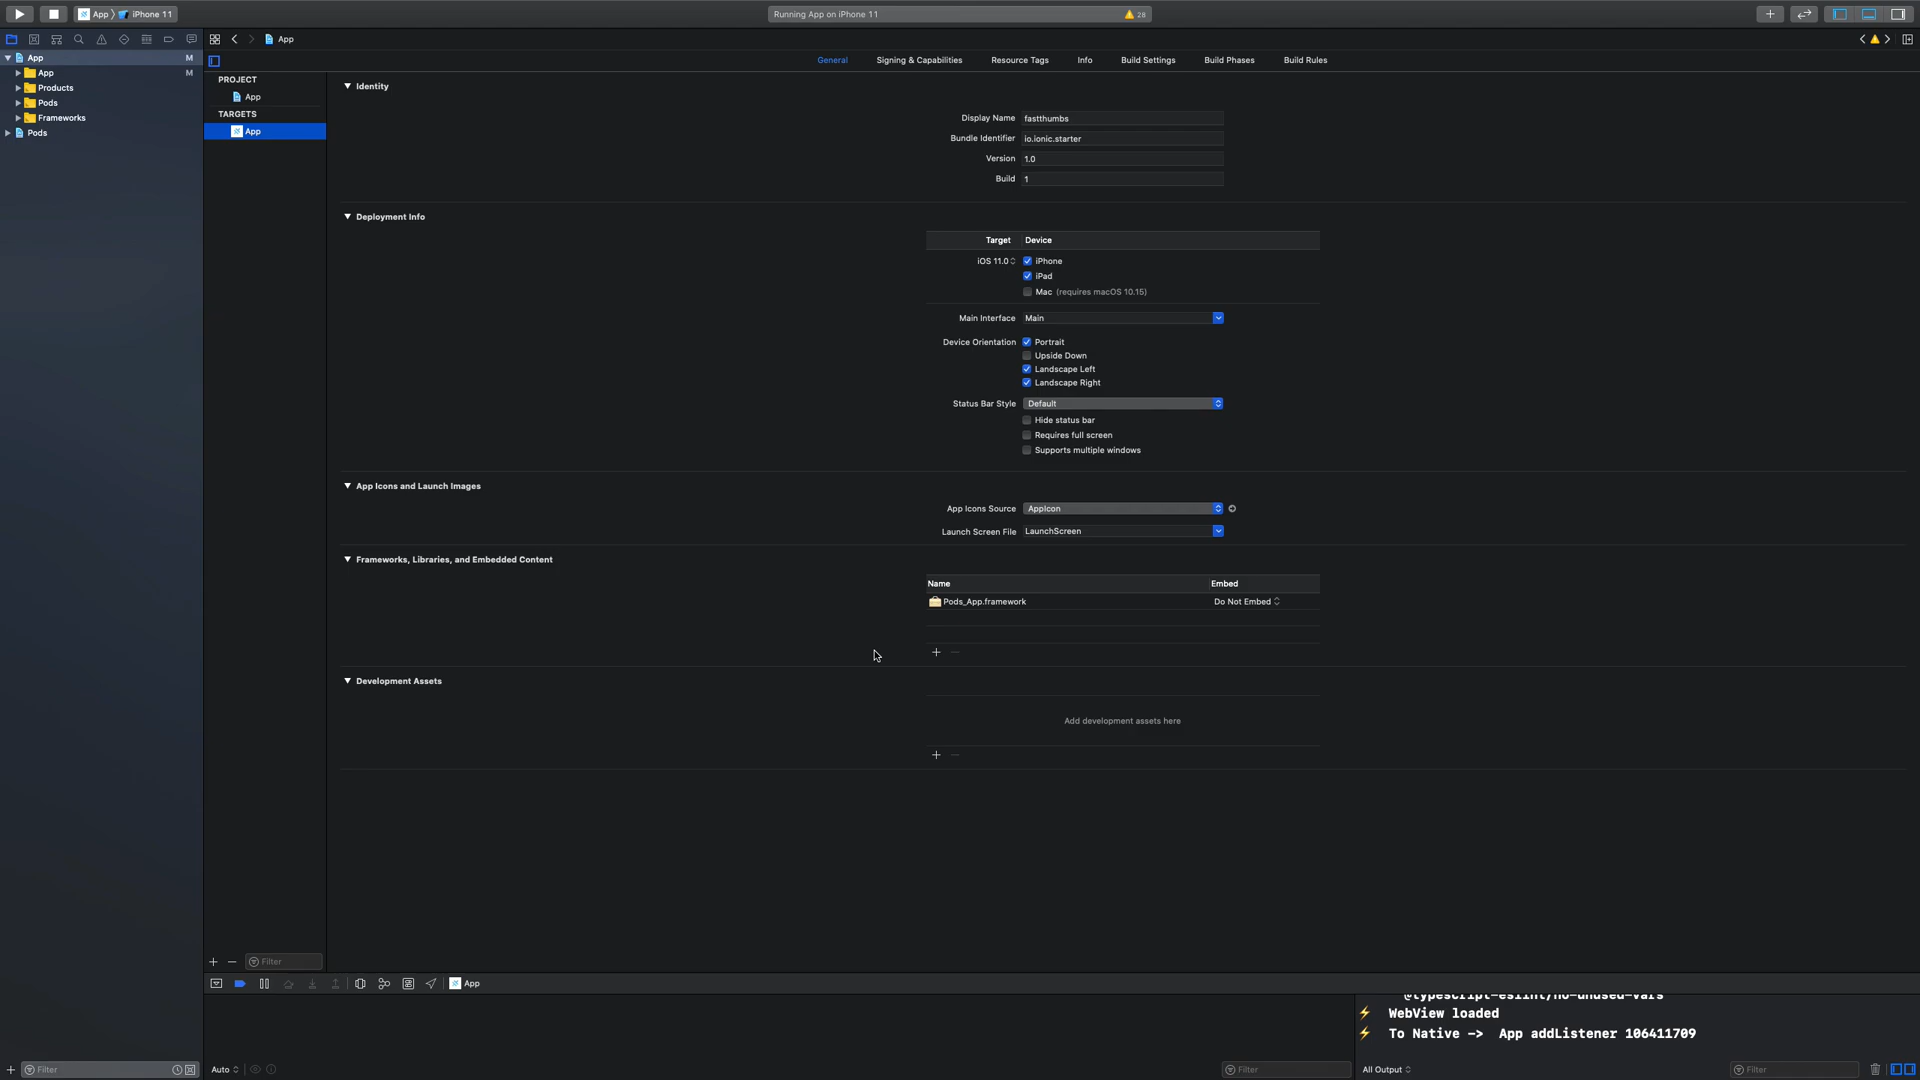 App
iPhone 11
Running App on iPhone 11
28
App
M
App
M
Products
Pods
Frameworks
Pods
App
General
Signing & Capabilities
Resource Tags
Info
Build Settings
Build Phases
Build Rules
PROJECT
App
TARGETS
App
Identity
Display Name
fastthumbs
Bundle Identifier
io.ionic.starter
Version
1.0
Build
1
Deployment Info
Target
Device
iOS 11.0
iPhone
iPad
Mac (requires macOS 10.15)
Main Interface
Main
Device Orientation
Portrait
Upside Down
Landscape Left
Landscape Right
Status Bar Style
Default
Hide status bar
Requires full screen
Supports multiple windows
App Icons and Launch Images
App Icons Source
AppIcon
Launch Screen File
LaunchScreen
Frameworks, Libraries, and Embedded Content
Name
Embed
Pods_App.framework
Do Not Embed
Development Assets
Add development assets here
Filter
App
@typescript-eslint/no-unused-vars
⚡ WebView loaded
⚡ To Native -> App addListener 106411709
Filter
Auto
Filter
All Output
Filter